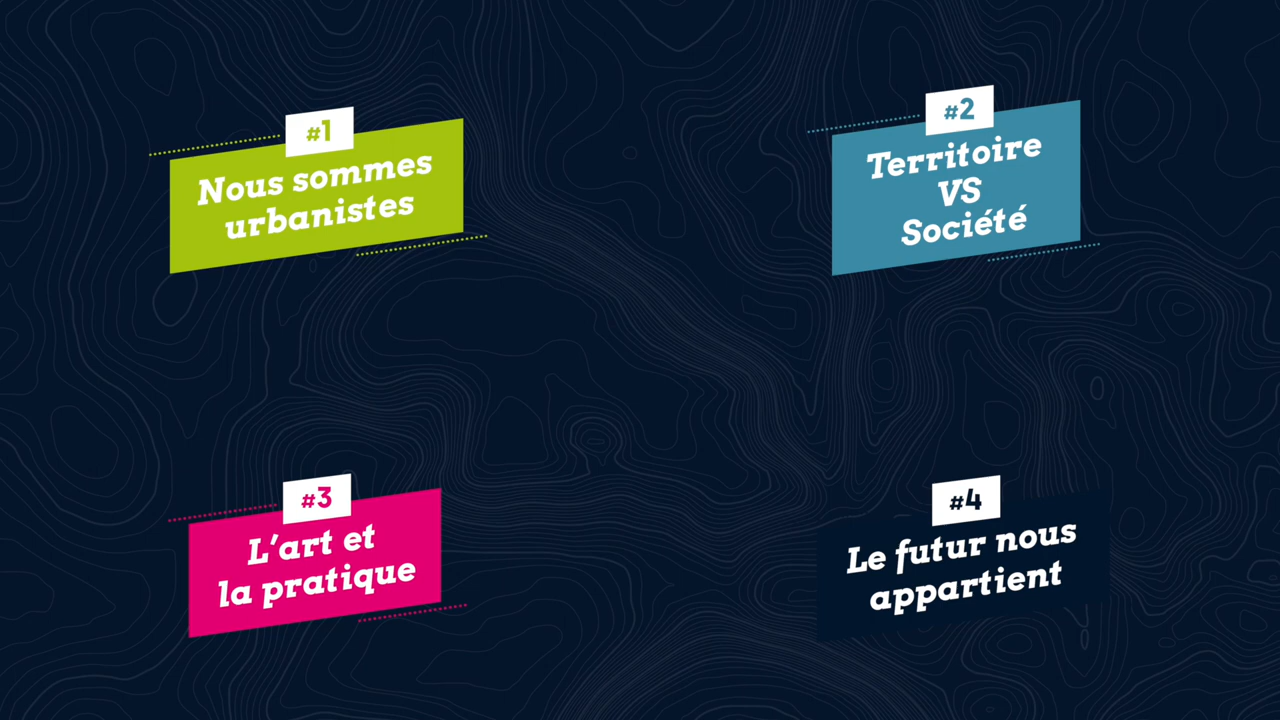 #1
Nous sommes
urbanistes
#2
Territoire
VS
Société
#3
L’art et
la pratique
#4
Le futur nous
appartient